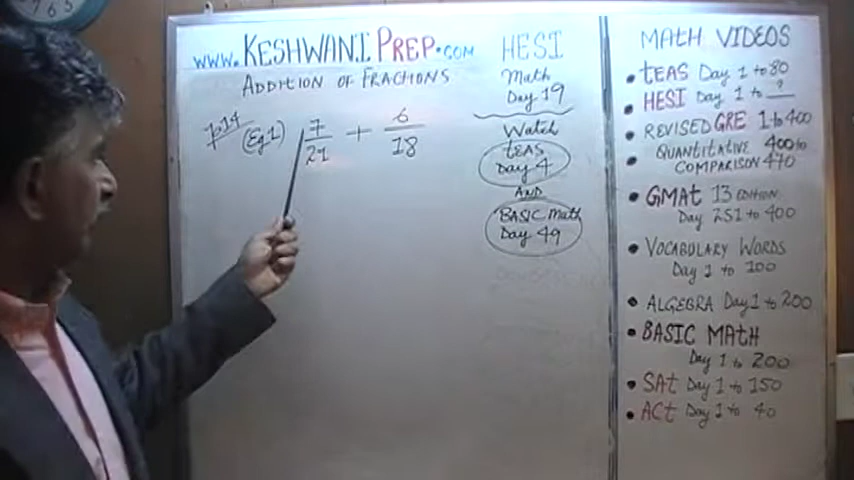 www. KESHWANI PREP.COM
ADDITION OF FRACTIONS
p14 (Eg 1) 7/21 + 6/18
HESI
Math
Day 19
Watch
TEAS
Day 4
AND
BASIC Math
Day 49
MATH VIDEOS
• TEAS Day 1 to 80
• HESI Day 1 to ?
• REVISED GRE 1 to 400
• QUANTITATIVE 400 to
COMPARISON 470
• GMAT 13 EDITION
Day 251 to 400
• VOCABULARY WORDS
Day 1 to 100
• ALGEBRA Day 1 to 200
• BASIC MATH
Day 1 to 200
• SAT Day 1 to 150
• ACT Day 1 to 40